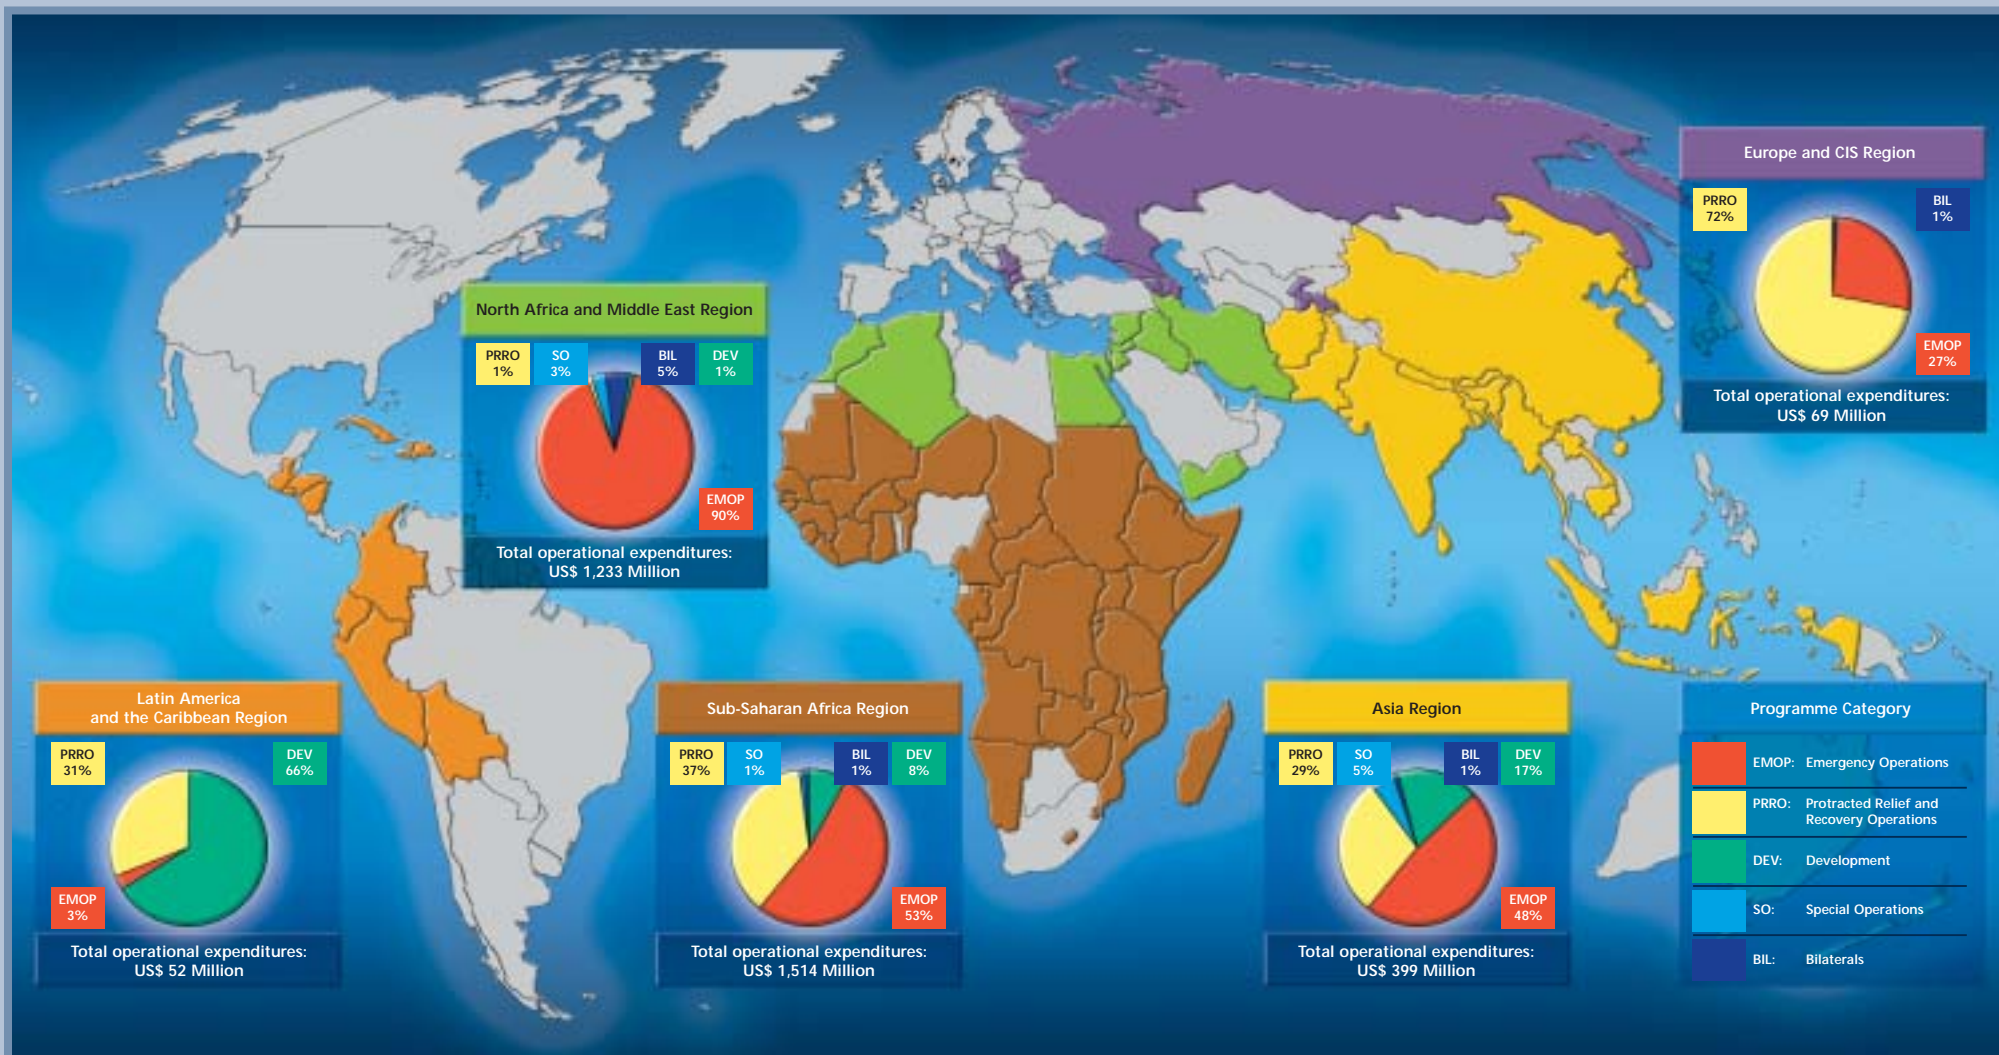 Europe and CIS Region
PRRO
72%
BIL
1%
EMOP
27%
Total operational expenditures:
US$ 69 Million
North Africa and Middle East Region
PRRO
1%
SO
3%
BIL
5%
DEV
1%
EMOP
90%
Total operational expenditures:
US$ 1,233 Million
Latin America
and the Caribbean Region
PRRO
31%
DEV
66%
EMOP
3%
Total operational expenditures:
US$ 52 Million
Sub-Saharan Africa Region
PRRO
37%
SO
1%
BIL
1%
DEV
8%
EMOP
53%
Total operational expenditures:
US$ 1,514 Million
Asia Region
PRRO
29%
SO
5%
BIL
1%
DEV
17%
EMOP
48%
Total operational expenditures:
US$ 399 Million
Programme Category
EMOP: Emergency Operations
PRRO: Protracted Relief and
Recovery Operations
DEV: Development
SO: Special Operations
BIL: Bilaterals